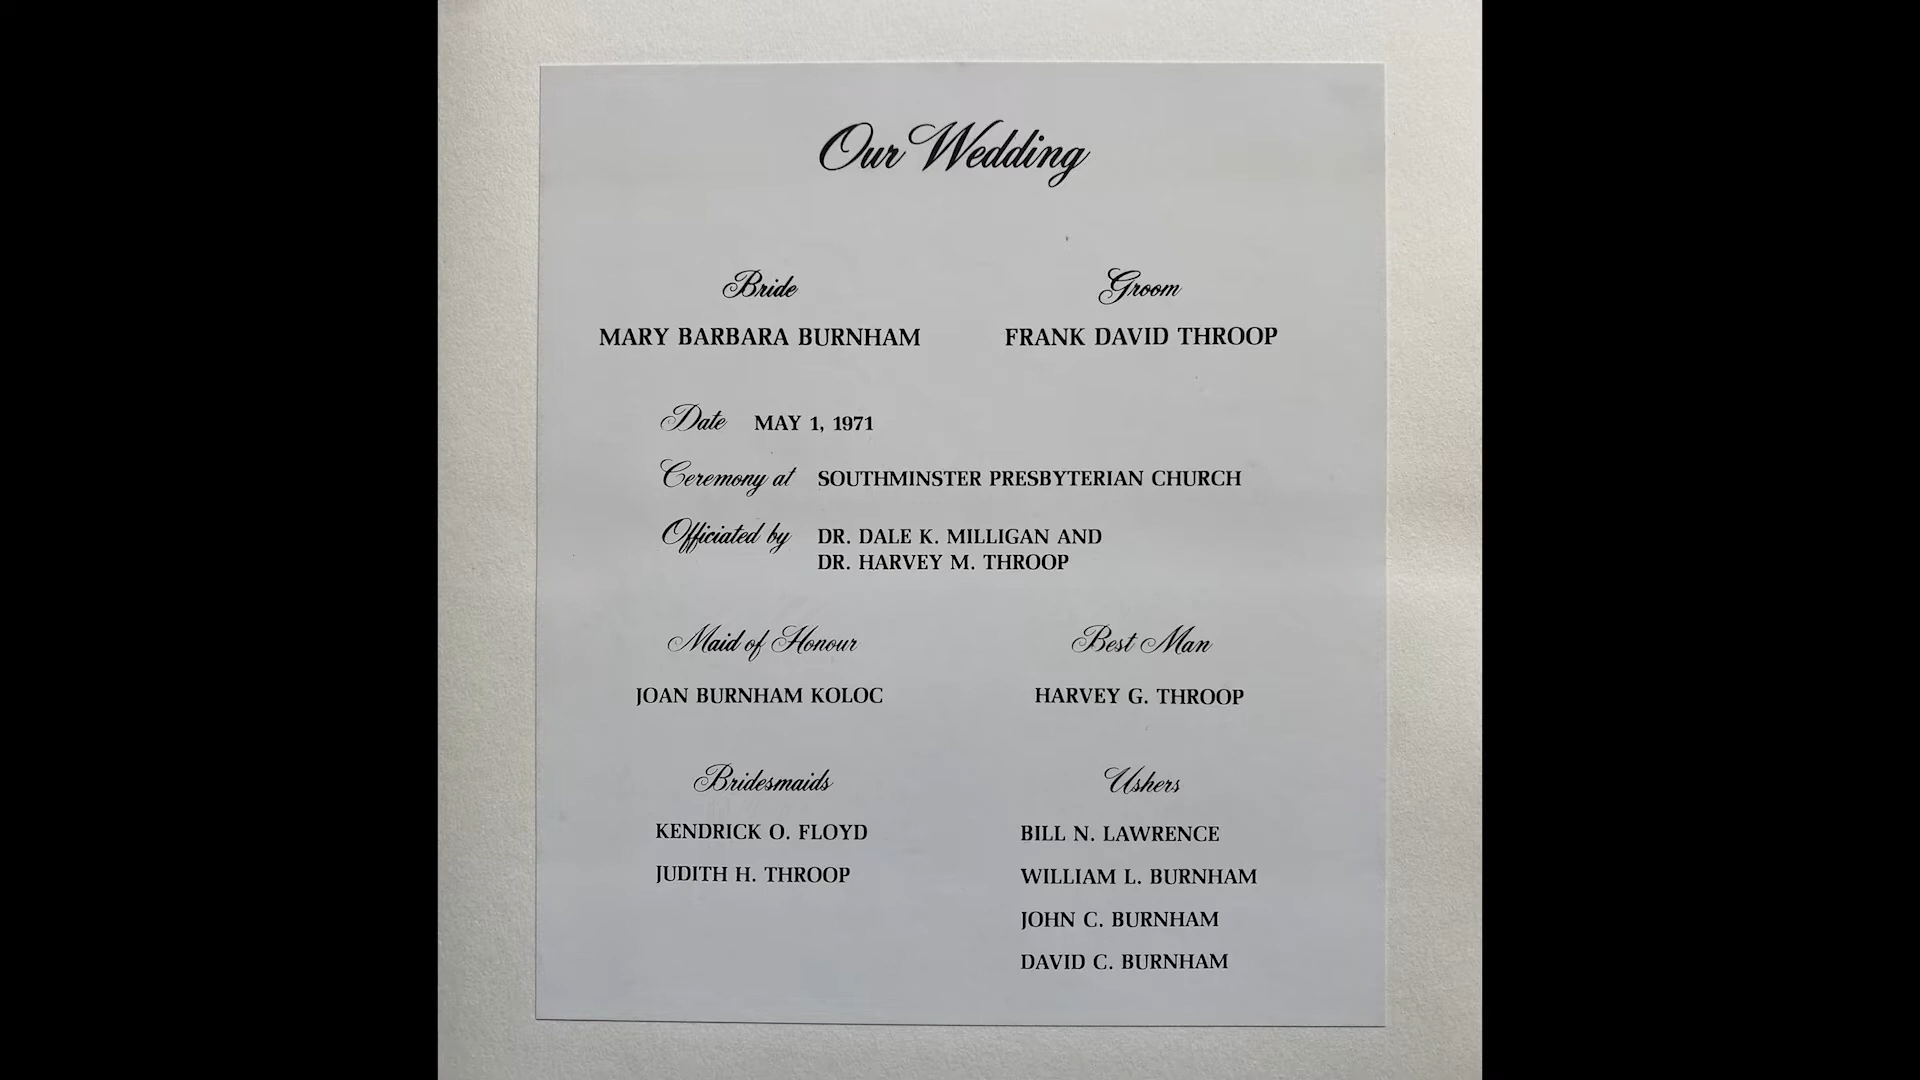 Our Wedding
Bride
Groom
MARY BARBARA BURNHAM
FRANK DAVID THROOP
Date MAY 1, 1971
Ceremony at SOUTHMINSTER PRESBYTERIAN CHURCH
Officiated by DR. DALE K. MILLIGAN AND
DR. HARVEY M. THROOP
Maid of Honour
Best Man
JOAN BURNHAM KOLOC
HARVEY G. THROOP
Bridesmaids
KENDRICK O. FLOYD
JUDITH H. THROOP
Ushers
BILL N. LAWRENCE
WILLIAM L. BURNHAM
JOHN C. BURNHAM
DAVID C. BURNHAM